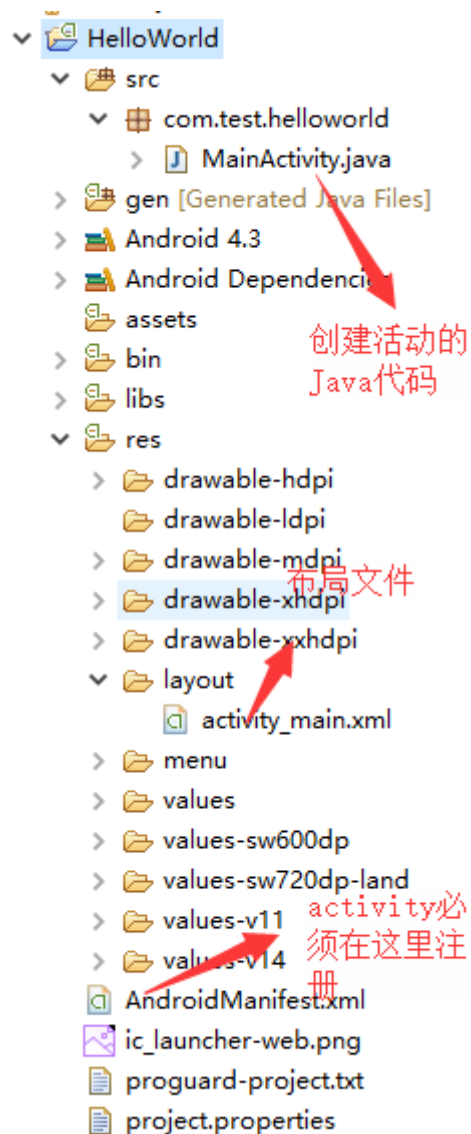 HelloWorld
src
com.test.helloworld
MainActivity.java
gen [Generated Java Files]
Android 4.3
Android Dependencies
assets
创建活动的
Java代码
bin
libs
res
drawable-hdpi
drawable-ldpi
drawable-mdpi
布局文件
drawable-xhdpi
drawable-xxhdpi
layout
activity_main.xml
menu
values
values-sw600dp
values-sw720dp-land
activity必
须在这里注
册
values-v11
values-v14
AndroidManifest.xml
ic_launcher-web.png
proguard-project.txt
project.properties